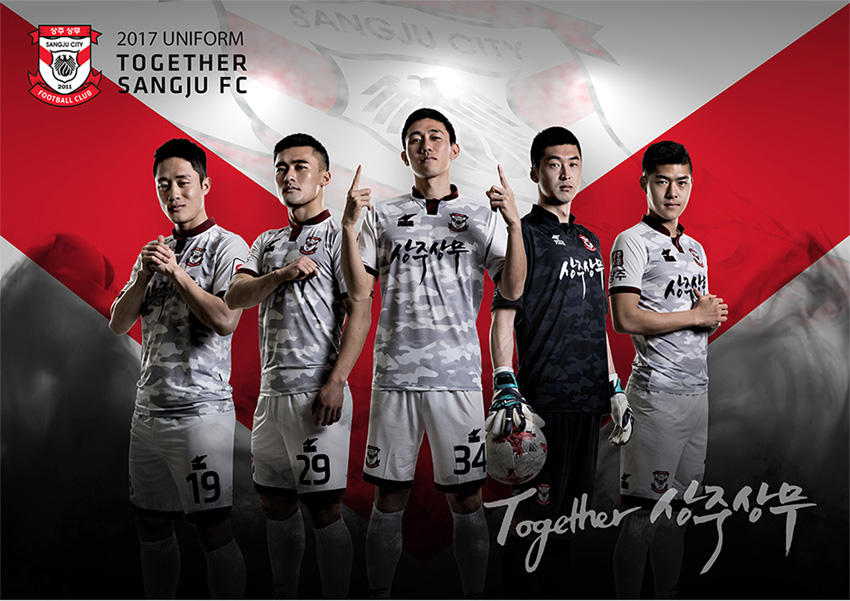 상주 상무
SANGJU CITY
2011
FOOTBALL CLUB
2017 UNIFORM
TOGETHER
SANGJU FC
SANGJU CITY
상주상무
상주상무
상주상무
19
29
34
Together 상주상무